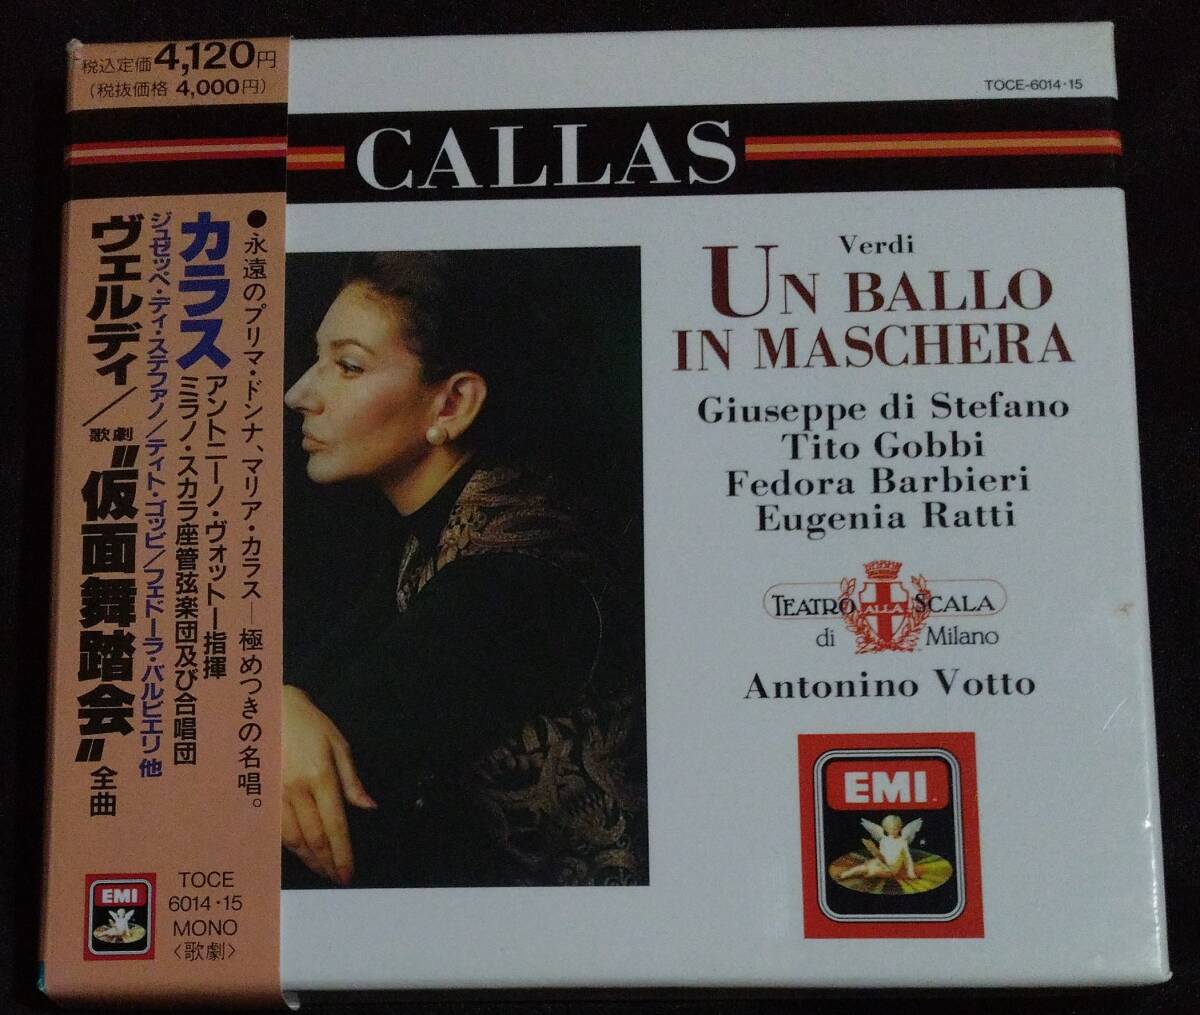 税込定価4,120円
(税抜価格 4,000円)
●永遠のプリマ・ドンナ、マリア・カラス―極めつきの名唱。
カラス
アントニーノ・ヴォットー指揮
ミラノ・スカラ座管弦楽団及び合唱団
ジュゼッペ・ディ・ステファノ/ティト・ゴッビ/フェドーラ・バルビエリ 他
ヴェルディ/歌劇"仮面舞踏会"全曲
EMI
TOCE
6014・15
MONO
〈歌劇〉
TOCE-6014・15
CALLAS
Verdi
UN BALLO
IN MASCHERA
Giuseppe di Stefano
Tito Gobbi
Fedora Barbieri
Eugenia Ratti
TEATRO ALLA SCALA
di Milano
Antonino Votto
EMI